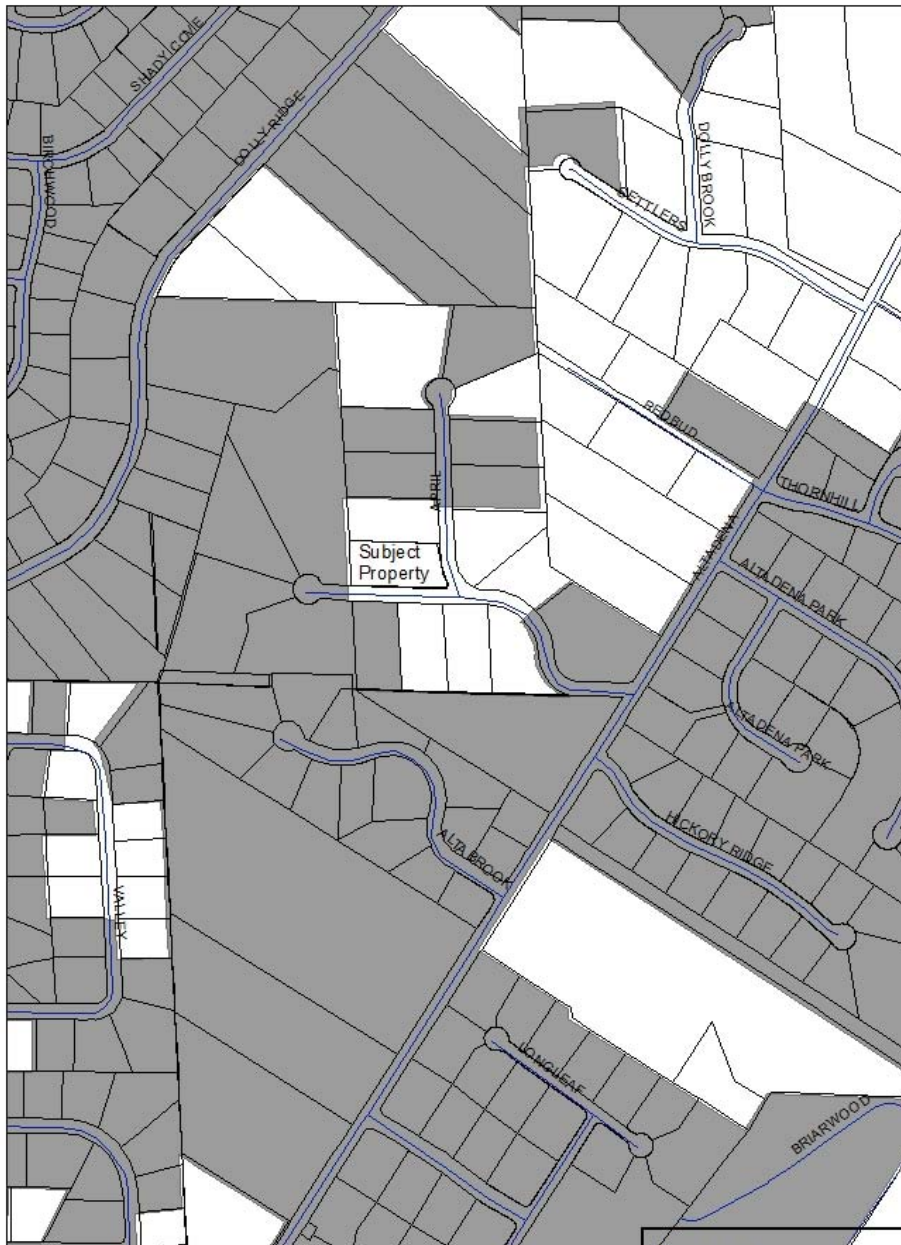 SHADY COVE
DOLLY RIDGE
BIRCHWOOD
DOLLY BROOK
SETTLERS
REDBUD
APRIL
THORNHILL
ALTADENA
Subject
Property
ALTADENA PARK
ALTADENA PARK
HICKORY RIDGE
ALTA BROOK
VALLEY
LONGLEAF
BRIARWOOD